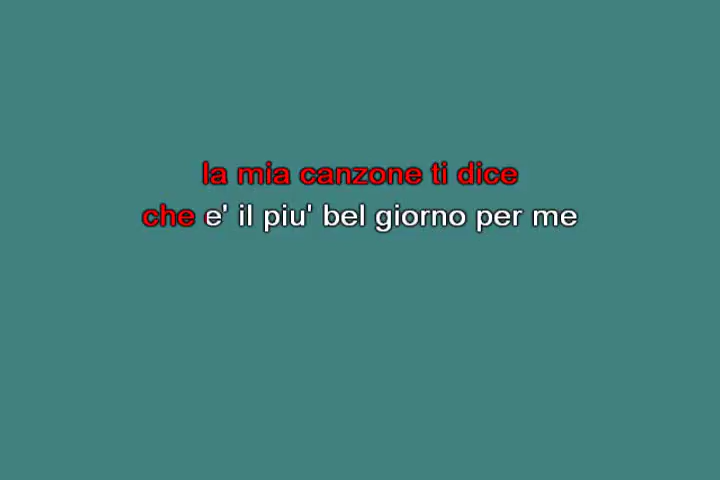 la mia canzone ti dice
che e' il piu' bel giorno per me